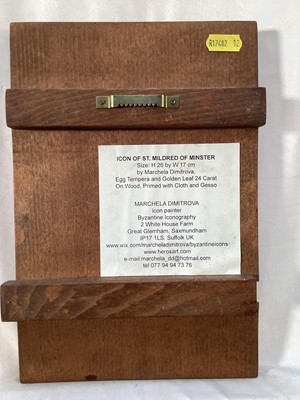 R17482 12
ICON OF ST. MILDRED OF MINSTER
Size: H 26 by W 17 cm
by Marchela Dimitrova,
Egg Tempera and Golden Leaf 24 Carat
On Wood, Primed with Cloth and Gesso
MARCHELA DIMITROVA
icon painter
Byzantine Iconography
2 White House Farm
Great Glemham, Saxmundham
IP17 1LS, Suffolk UK
www.wix.com/marcheladimitrova/byzantineicons
www.herosart.com
e-mail:marchela_dd@hotmail.com
tel 077 94 94 73 76